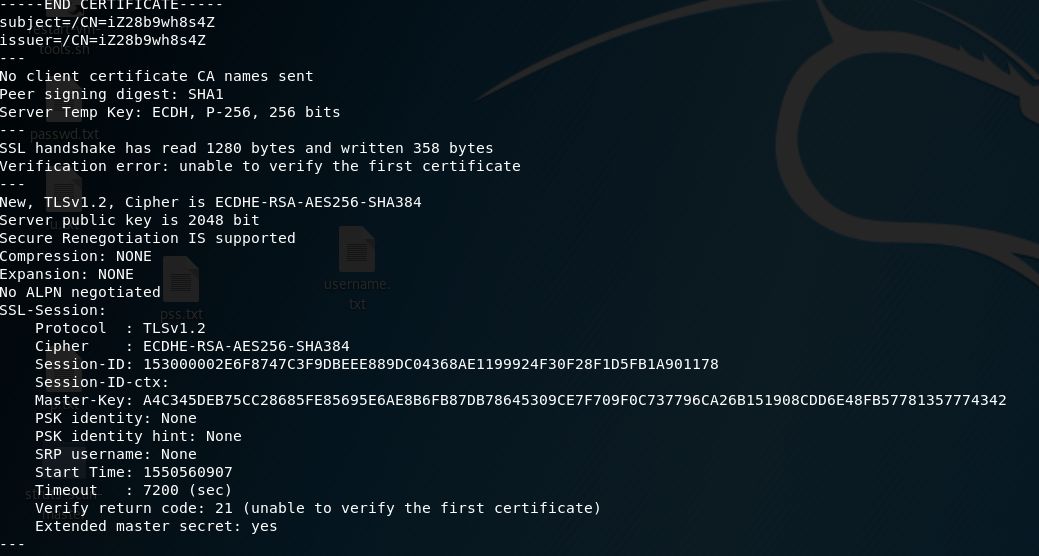 -----END CERTIFICATE-----
subject=/CN=iZ28b9wh8s4Z
issuer=/CN=iZ28b9wh8s4Z
tools.sh
---
No client certificate CA names sent
Peer signing digest: SHA1
Server Temp Key: ECDH, P-256, 256 bits
---
passwd.txt
SSL handshake has read 1280 bytes and written 358 bytes
Verification error: unable to verify the first certificate
---
New, TLSv1.2, Cipher is ECDHE-RSA-AES256-SHA384
Server public key is 2048 bit
Secure Renegotiation IS supported
Compression: NONE
Expansion: NONE
No ALPN negotiated
username.
txt
pss.txt
SSL-Session:
    Protocol  : TLSv1.2
    Cipher    : ECDHE-RSA-AES256-SHA384
    Session-ID: 153000002E6F8747C3F9DBEEE889DC04368AE1199924F30F28F1D5FB1A901178
    Session-ID-ctx:
    Master-Key: A4C345DEB75CC28685FE85695E6AE8B6FB87DB78645309CE7F709F0C737796CA26B151908CDD6E48FB57781357774342
    PSK identity: None
    PSK identity hint: None
    SRP username: None
    Start Time: 1550560907
    Timeout   : 7200 (sec)
    Verify return code: 21 (unable to verify the first certificate)
    Extended master secret: yes
---